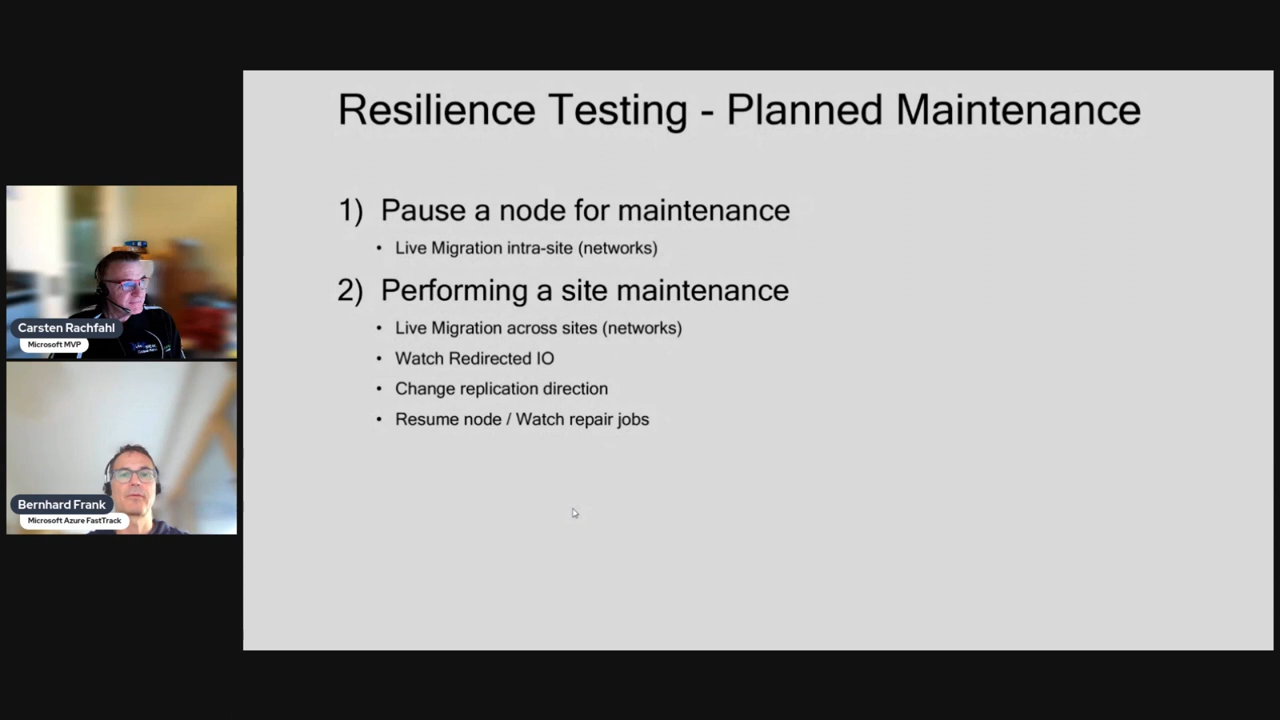 Resilience Testing - Planned Maintenance
1) Pause a node for maintenance
• Live Migration intra-site (networks)
2) Performing a site maintenance
• Live Migration across sites (networks)
• Watch Redirected IO
• Change replication direction
• Resume node / Watch repair jobs
Carsten Rachfahl
Microsoft MVP
Bernhard Frank
Microsoft Azure FastTrack